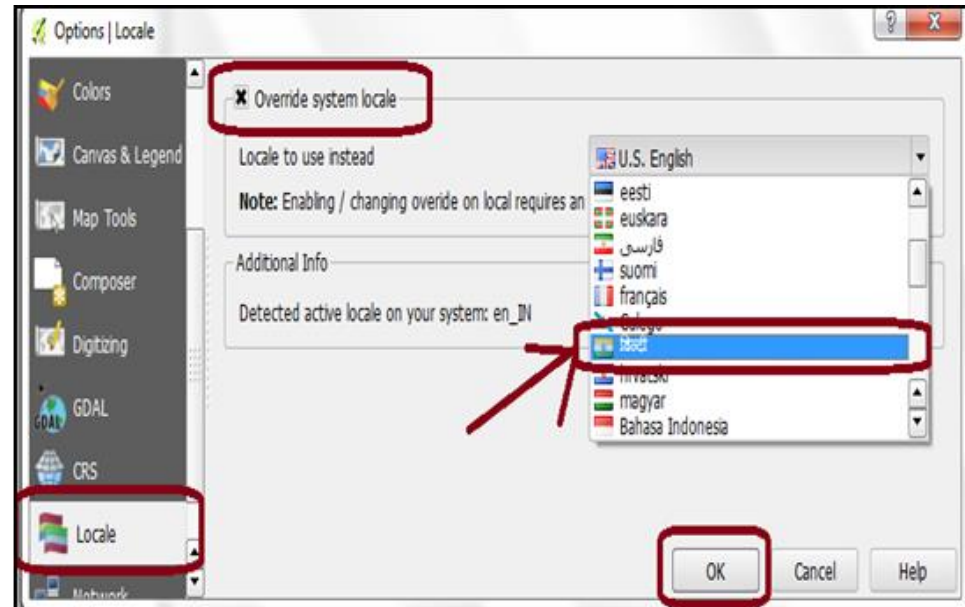 Options | Locale
Colors
Canvas & Legend
Map Tools
Composer
Digitizing
GDAL
CRS
Locale
Network
Override system locale
Locale to use instead
U.S. English
Note: Enabling / changing overide on local requires an
eesti
euskara
فارسی
suomi
français
Galego
हिंदी
hrvatski
magyar
Bahasa Indonesia
Additional Info
Detected active locale on your system: en_IN
OK
Cancel
Help